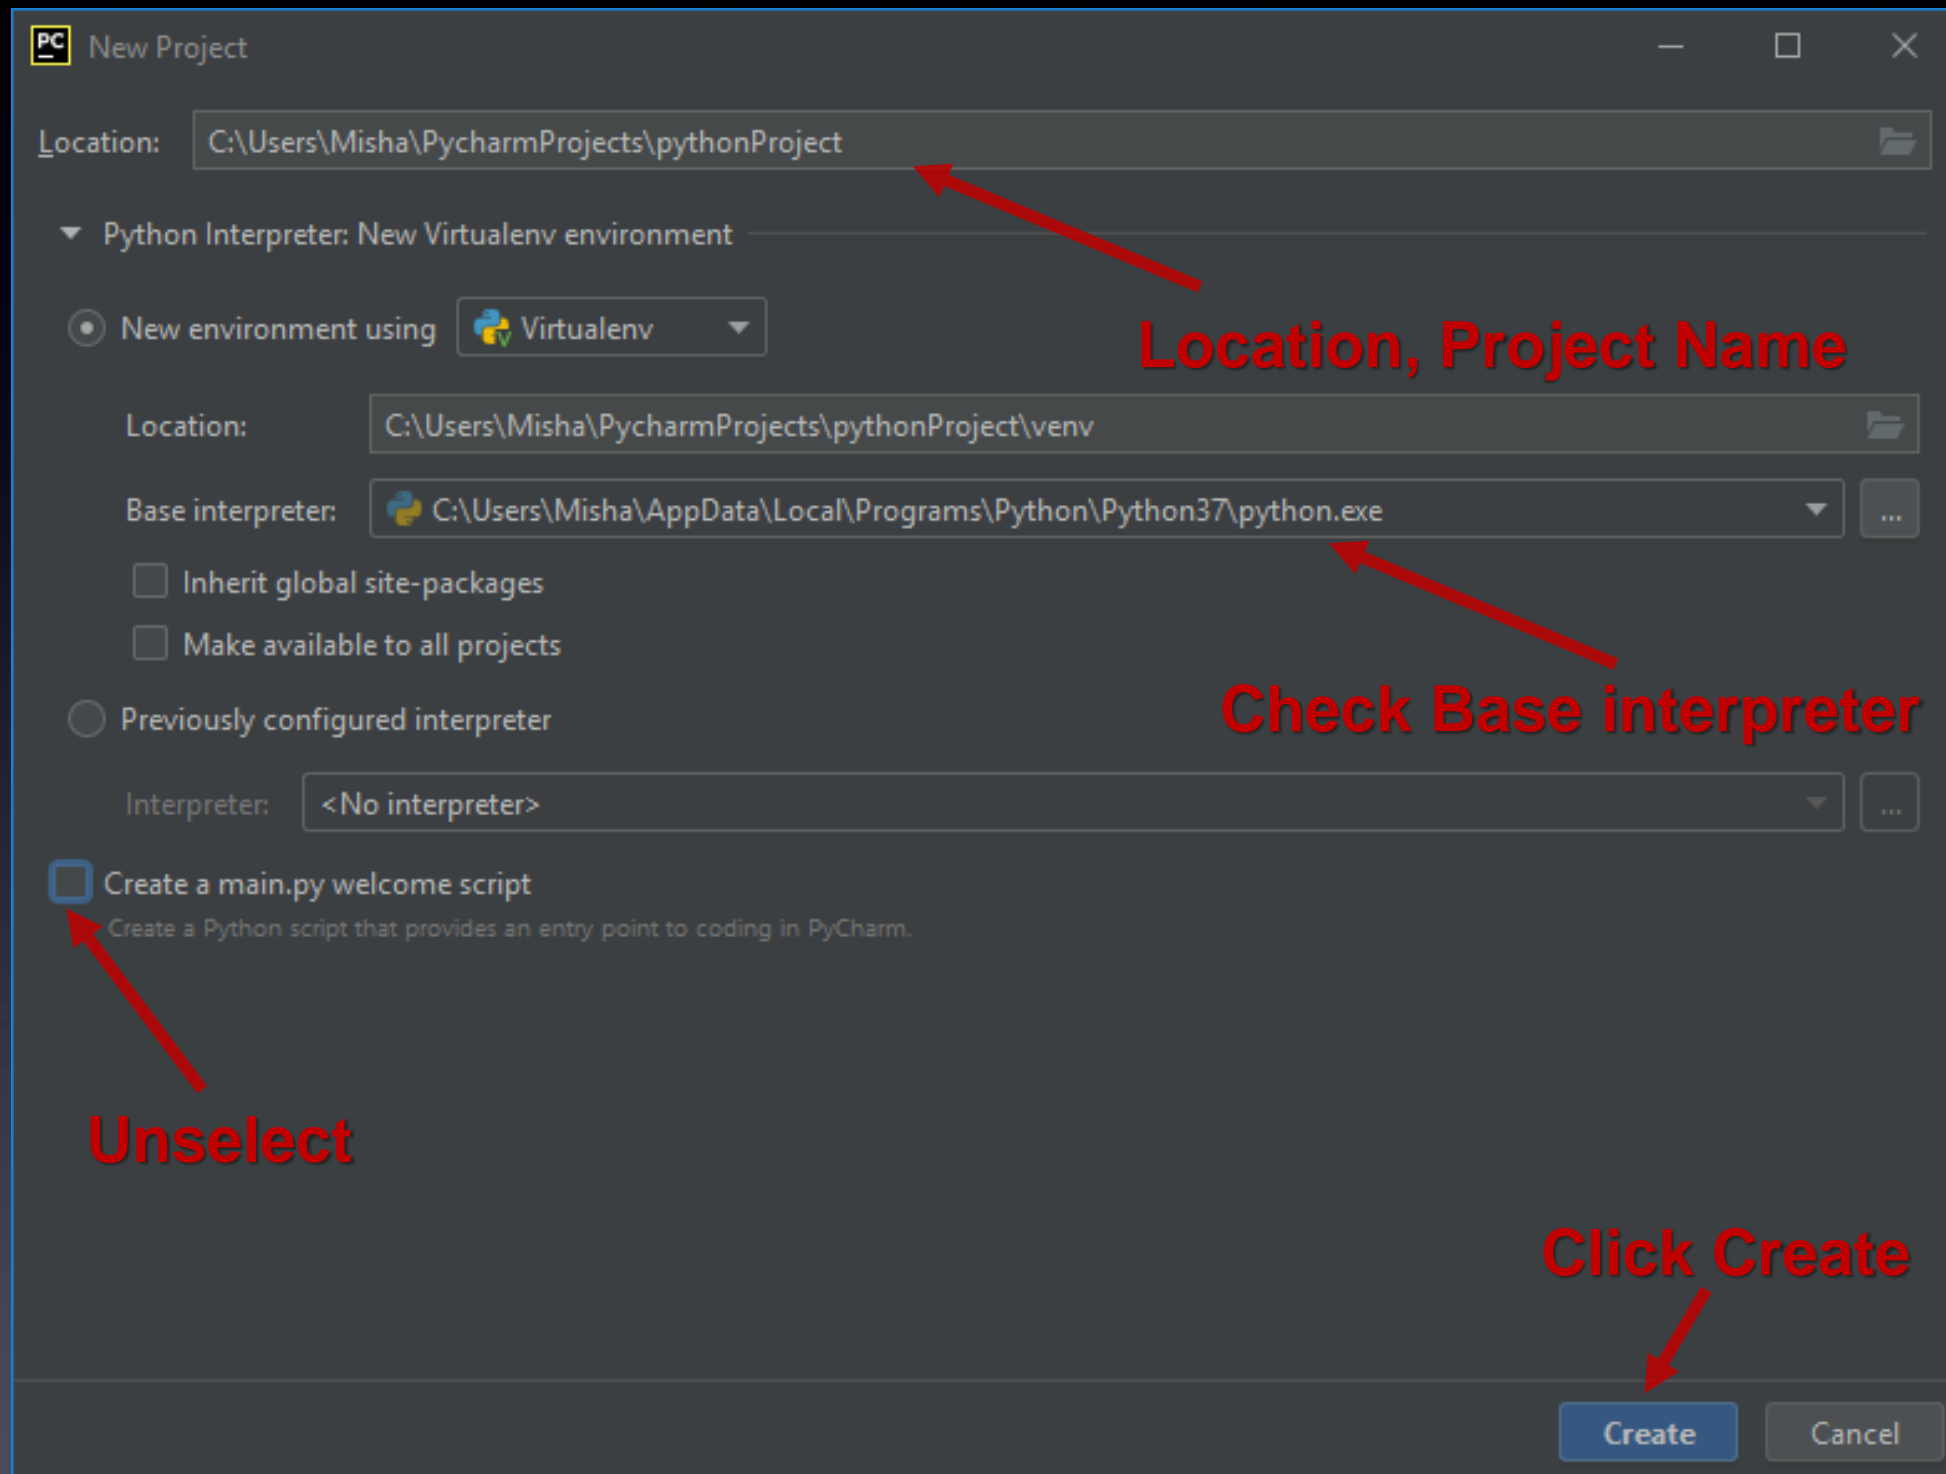 PC New Project
Location: C:\Users\Misha\PycharmProjects\pythonProject
Python Interpreter: New Virtualenv environment
New environment using Virtualenv
Location, Project Name
Location: C:\Users\Misha\PycharmProjects\pythonProject\venv
Base interpreter: C:\Users\Misha\AppData\Local\Programs\Python\Python37\python.exe ...
Inherit global site-packages
Make available to all projects
Check Base interpreter
Previously configured interpreter
Interpreter: <No interpreter> ...
Create a main.py welcome script
Create a Python script that provides an entry point to coding in PyCharm.
Unselect
Click Create
Create Cancel